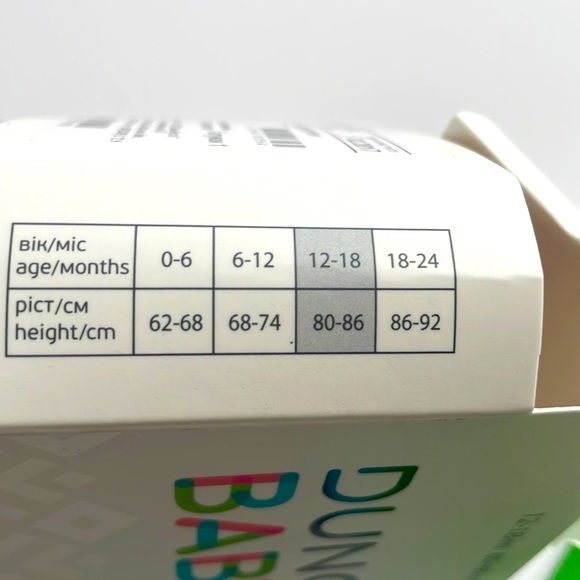 вік/міс 0-6 6-12 12-18 18-24
age/months
ріст/см 62-68 68-74 80-86 86-92
height/cm
DUNO
BAB